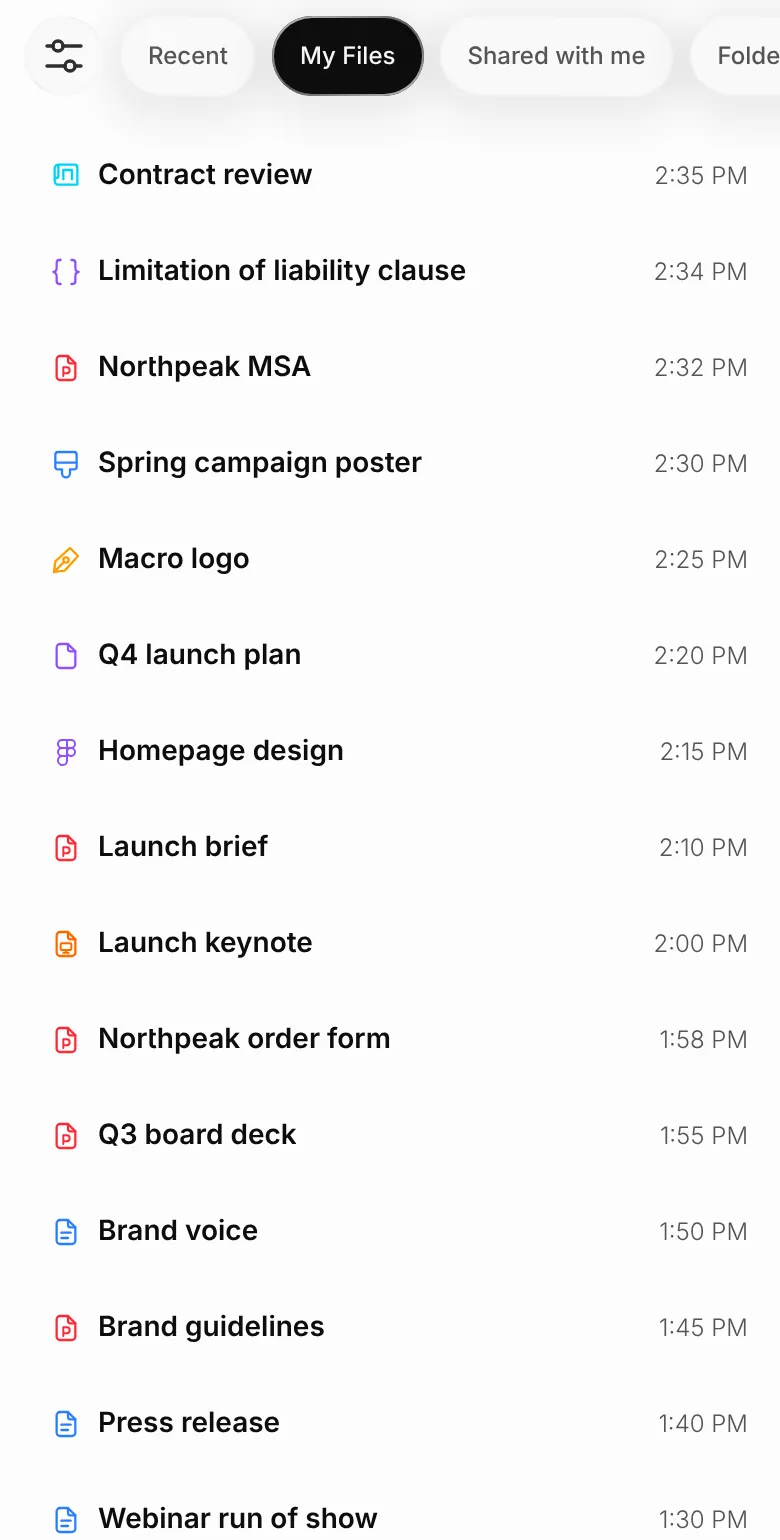 Recent My Files Shared with me Folde
Contract review 2:35 PM
Limitation of liability clause 2:34 PM
Northpeak MSA 2:32 PM
Spring campaign poster 2:30 PM
Macro logo 2:25 PM
Q4 launch plan 2:20 PM
Homepage design 2:15 PM
Launch brief 2:10 PM
Launch keynote 2:00 PM
Northpeak order form 1:58 PM
Q3 board deck 1:55 PM
Brand voice 1:50 PM
Brand guidelines 1:45 PM
Press release 1:40 PM
Webinar run of show 1:30 PM